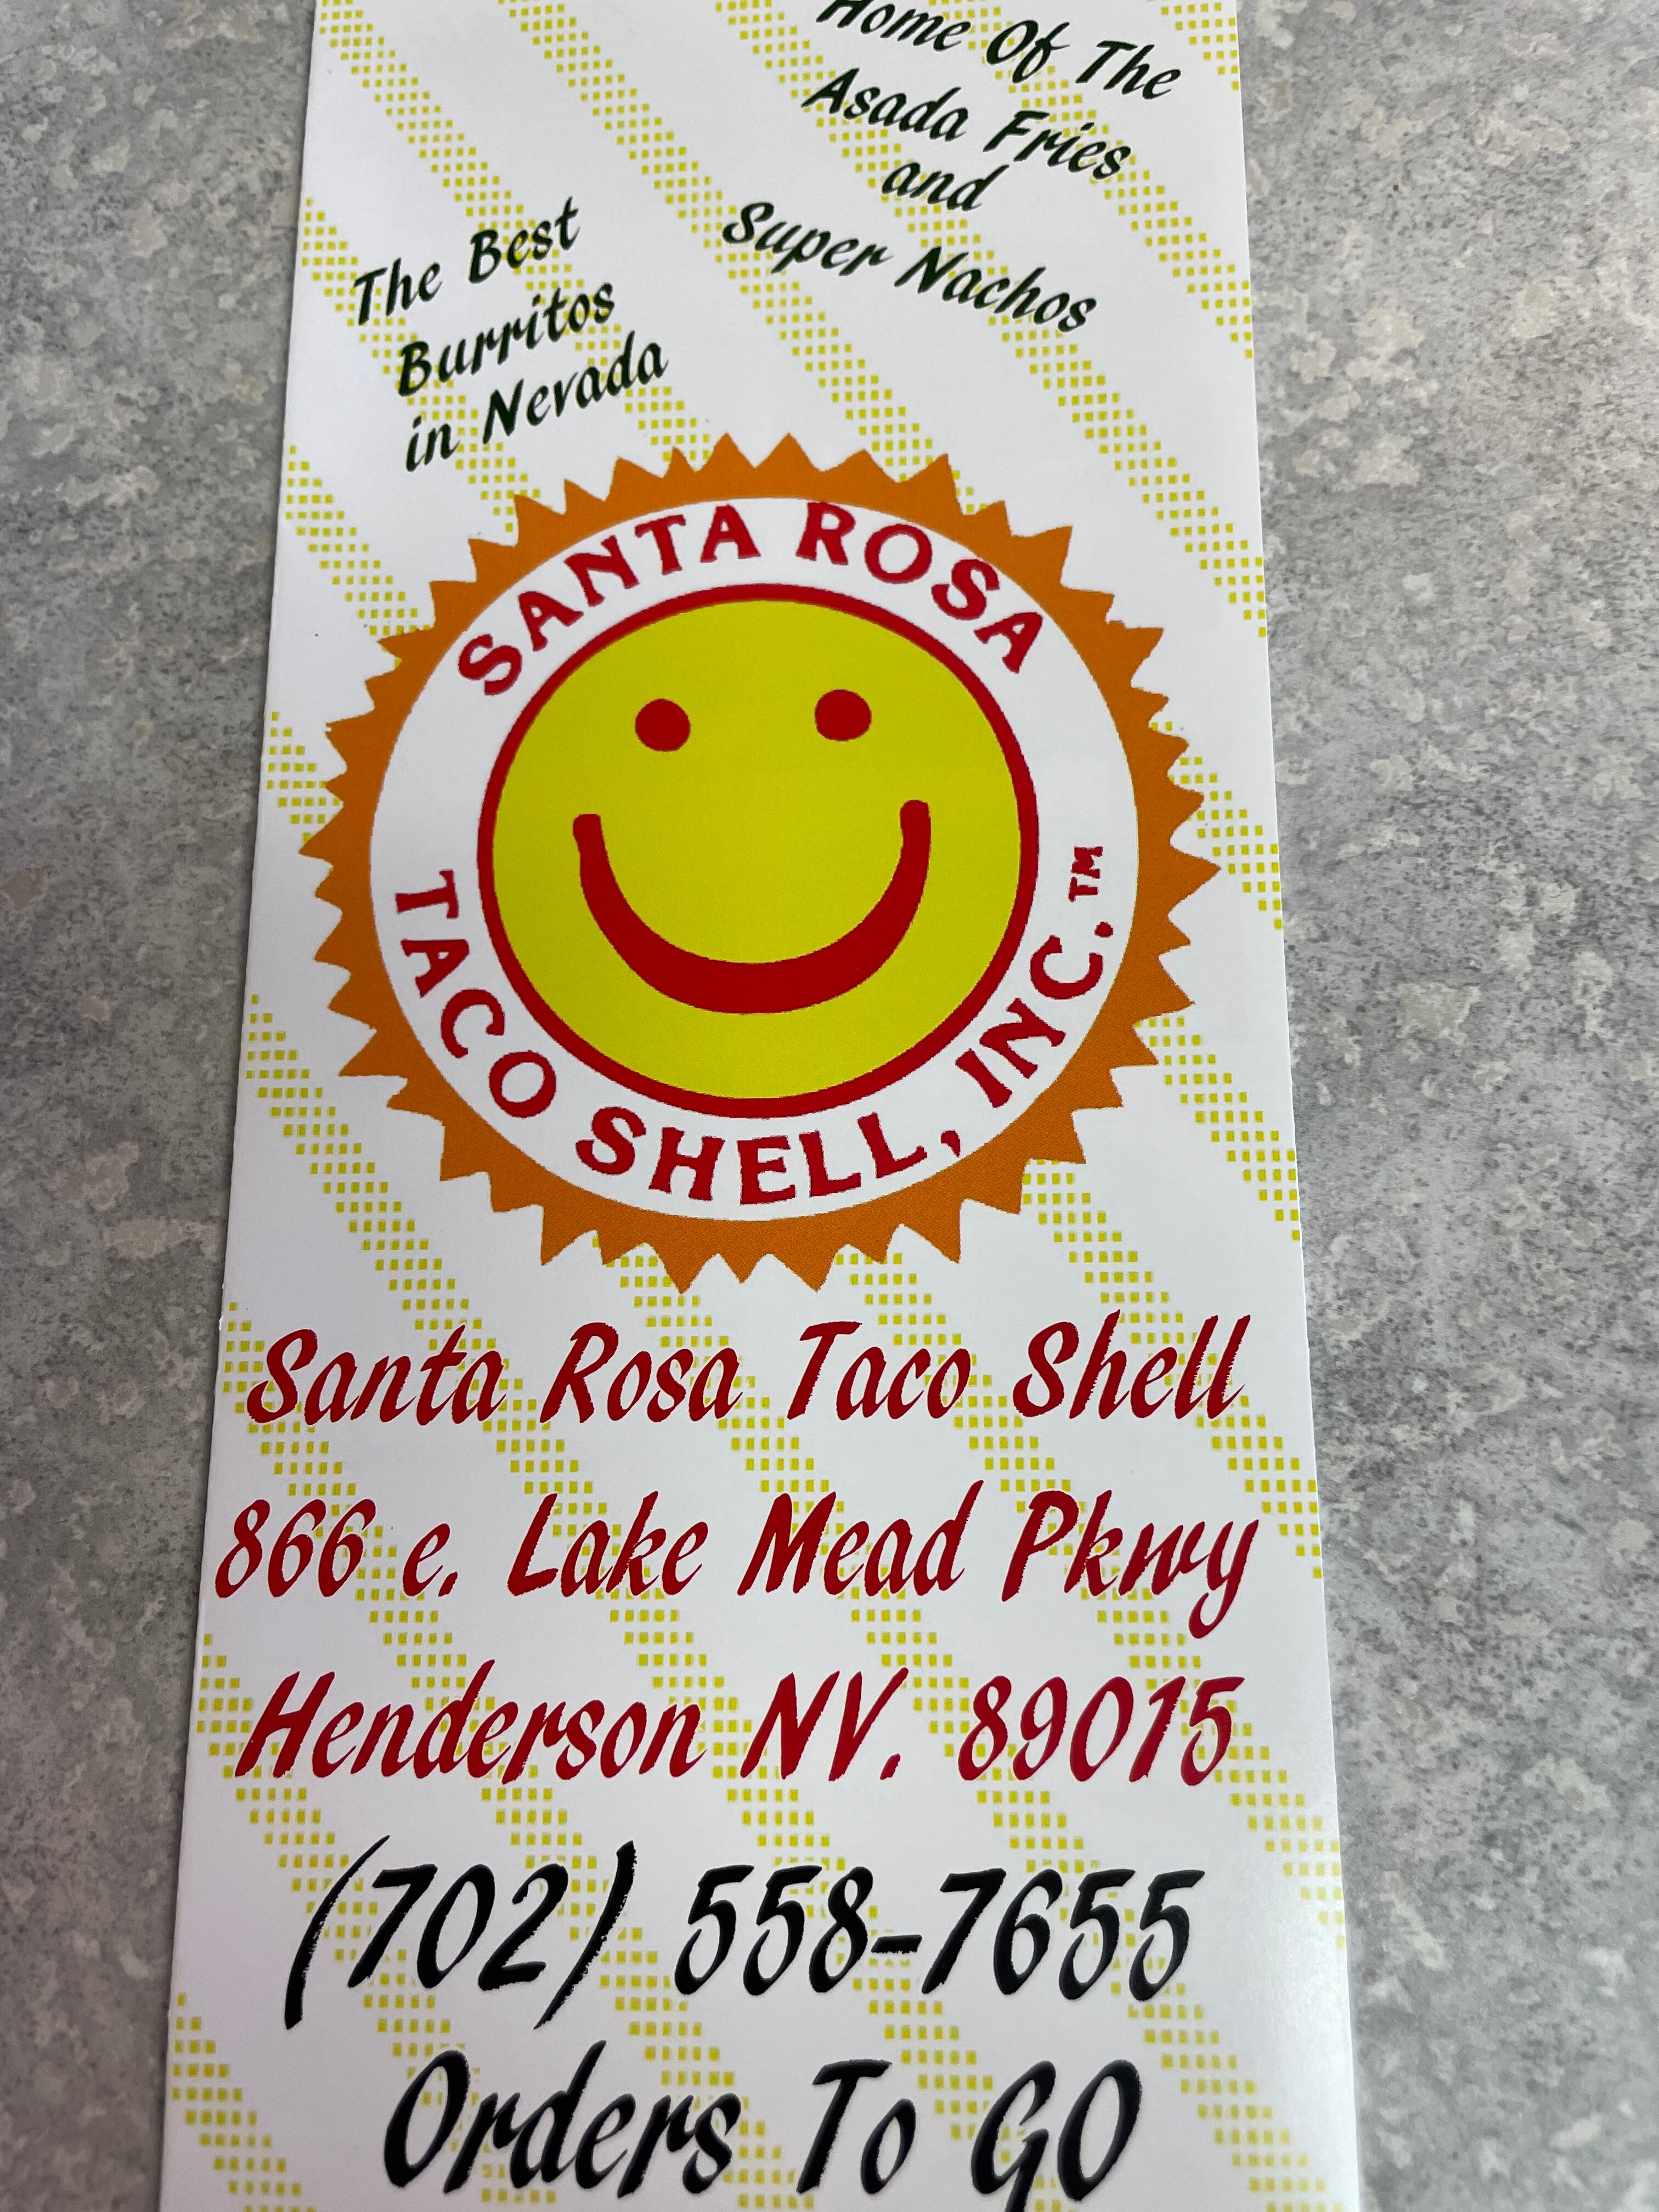 Home Of The
Asada Fries
and
Super Nachos
The Best
Burritos
in Nevada
SANTA ROSA
TACO SHELL, INC.™
Santa Rosa Taco Shell
866 e. Lake Mead Pkwy
Henderson NV. 89015
(702) 558-7655
Orders To GO